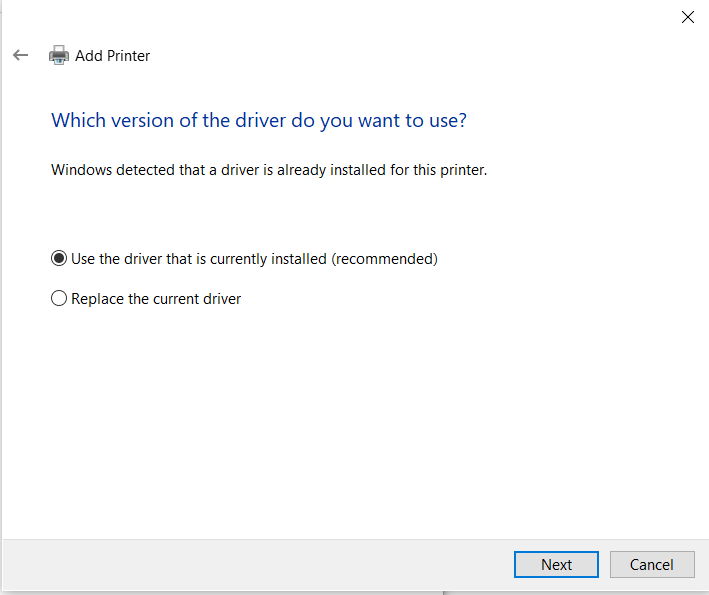 Add Printer
Which version of the driver do you want to use?
Windows detected that a driver is already installed for this printer.
Use the driver that is currently installed (recommended)
Replace the current driver
Next Cancel